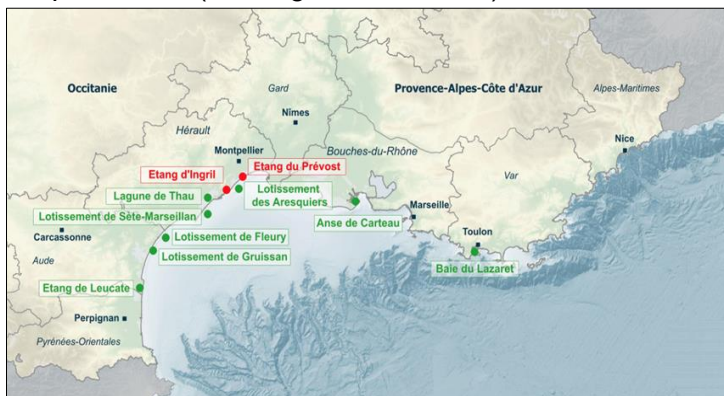 Occitanie
Gard
Provence-Alpes-Côte d'Azur
Alpes-Maritimes
Nîmes
Hérault
Nice
Montpellier
Bouches-du-Rhône
Etang du Prévost
Etang d'Ingril
Var
Lagune de Thau
Lotissement
des Aresquiers
Marseille
Lotissement de Sète-Marseillan
Anse de Carteau
Carcassonne
Lotissement de Fleury
Toulon
Aude
Lotissement de Gruissan
Baie du Lazaret
Etang de Leucate
Perpignan
Pyrénées-Orientales